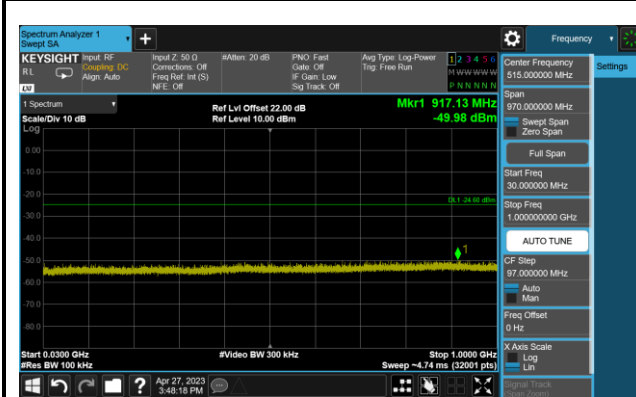 Spectrum Analyzer 1
Swept SA
Frequency
KEYSIGHT
Input: RF
Coupling: DC
Align: Auto
Input Z: 50 Ω
Corrections: Off
Freq Ref: Int (S)
NFE: Off
#Atten: 20 dB
PNO: Fast
Gate: Off
IF Gain: Low
Sig Track: Off
Avg Type: Log-Power
Trig: Free Run
1 2 3 4 5 6
M W W W W W
P N N N N N
RL
LXI
1 Spectrum
Scale/Div 10 dB
Log
Ref Lvl Offset 22.00 dB
Ref Level 10.00 dBm
Mkr1 917.13 MHz
-49.98 dBm
0.00
-10.0
-20.0
-30.0
-40.0
-50.0
-60.0
-70.0
-80.0
DL1 -24.60 dBm
1
Start 0.0300 GHz
#Res BW 100 kHz
#Video BW 300 kHz
Stop 1.0000 GHz
Sweep ~4.74 ms (32001 pts)
Apr 27, 2023
3:48:18 PM
Center Frequency
515.000000 MHz
Settings
Span
970.000000 MHz
Swept Span
Zero Span
Full Span
Start Freq
30.000000 MHz
Stop Freq
1.000000000 GHz
AUTO TUNE
CF Step
97.000000 MHz
Auto
Man
Freq Offset
0 Hz
X Axis Scale
Log
Lin
Signal Track
(Span Zoom)